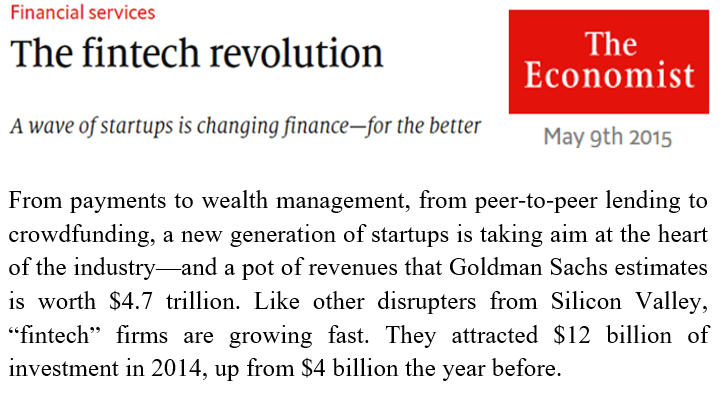 Financial services
The fintech revolution
The
Economist
A wave of startups is changing finance—for the better
May 9th 2015
From payments to wealth management, from peer-to-peer lending to
crowdfunding, a new generation of startups is taking aim at the heart
of the industry—and a pot of revenues that Goldman Sachs estimates
is worth $4.7 trillion. Like other disrupters from Silicon Valley,
“fintech” firms are growing fast. They attracted $12 billion of
investment in 2014, up from $4 billion the year before.